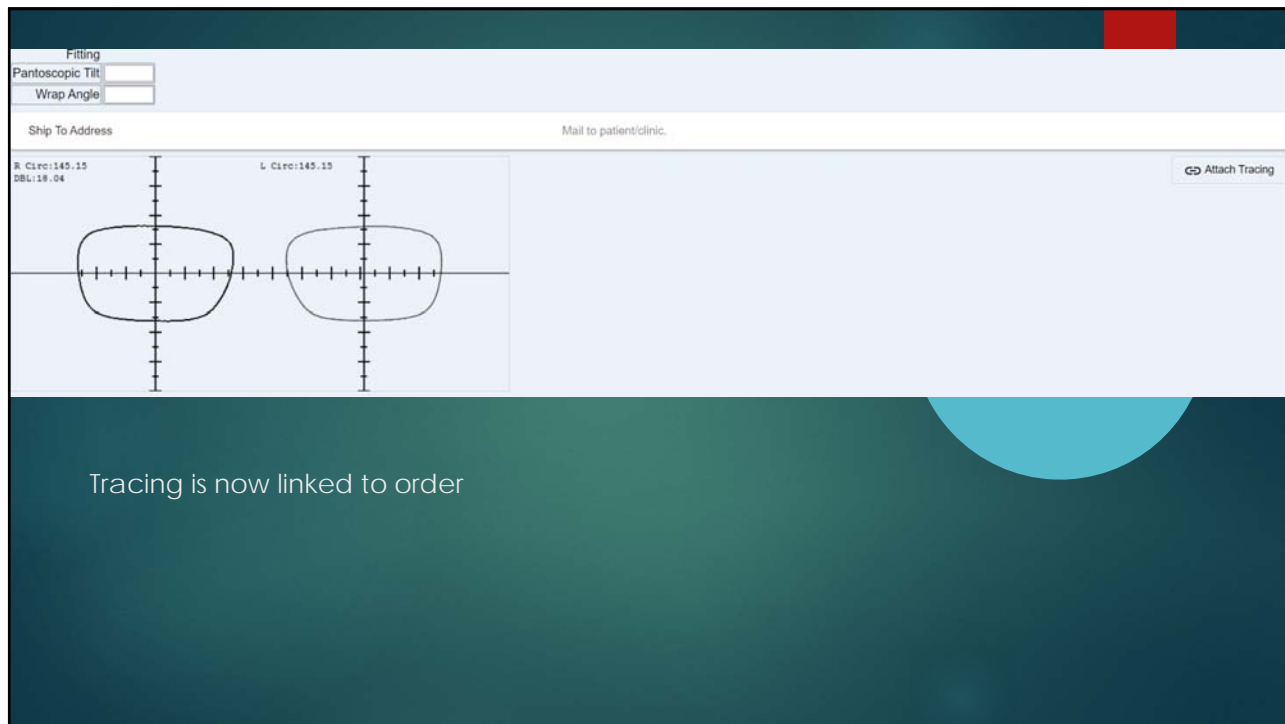 Fitting
Pantoscopic Tilt
Wrap Angle
Ship To Address
Mail to patient/clinic.
R Circ:145.15
L Circ:145.15
DBL:18.04
Attach Tracing
Tracing is now linked to order